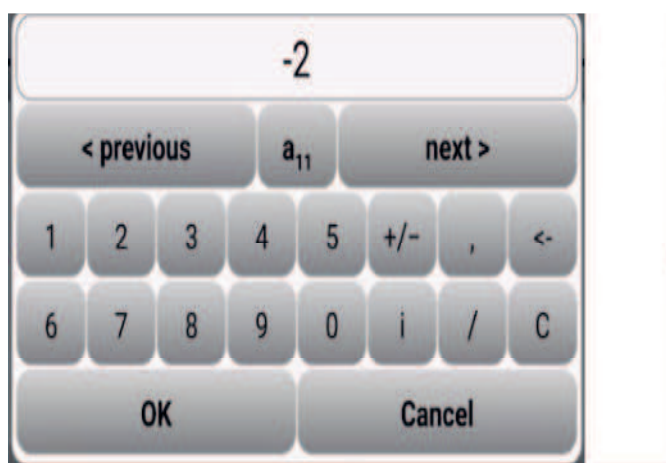 -2
< previous a₁₁ next >
1 2 3 4 5 +/- , <-
6 7 8 9 0 i / C
OK Cancel